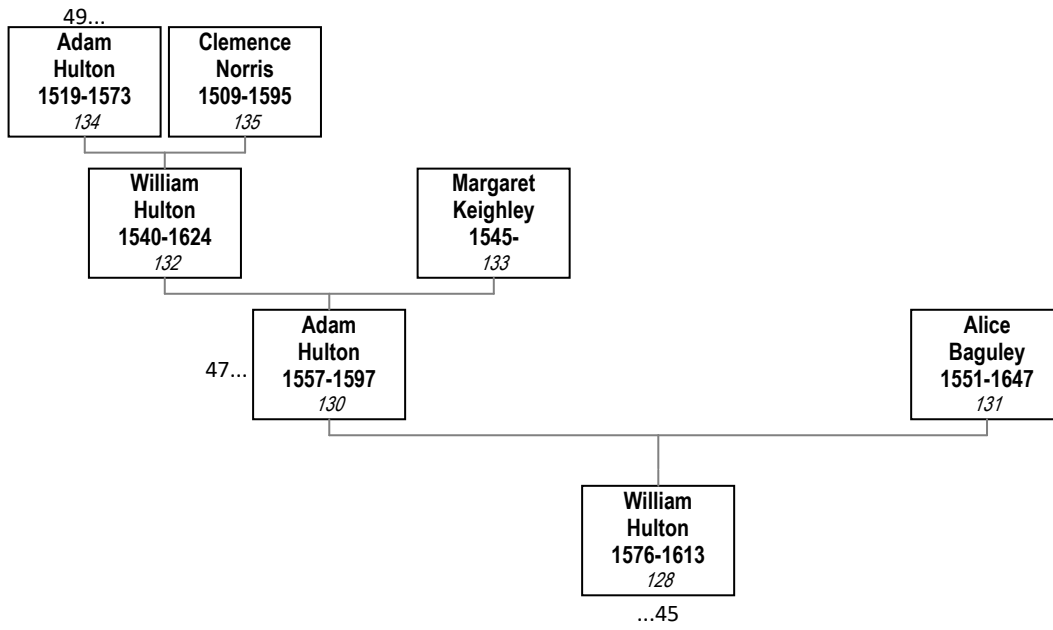 49...
Adam
Hulton
1519-1573
134
Clemence
Norris
1509-1595
135
William
Hulton
1540-1624
132
Margaret
Keighley
1545-
133
47...
Adam
Hulton
1557-1597
130
Alice
Baguley
1551-1647
131
William
Hulton
1576-1613
128
...45